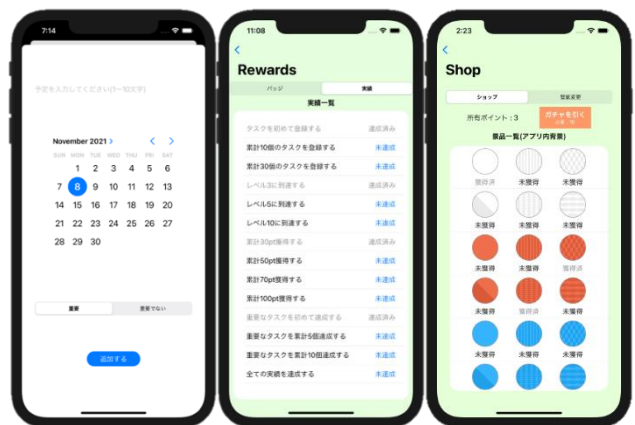 7:14
予定を入力してください(1~10文字)
November 2021
SUN MON TUE WED THU FRI SAT
1 2 3 4 5 6
7 8 9 10 11 12 13
14 15 16 17 18 19 20
21 22 23 24 25 26 27
28 29 30
重要 重要でない
追加する
11:08
Rewards
バッジ 実績
実績一覧
タスクを初めて登録する 達成済み
累計10個のタスクを登録する 未達成
累計30個のタスクを登録する 未達成
レベル3に到達する 達成済み
レベル5に到達する 未達成
レベル10に到達する 未達成
累計30pt獲得する 達成済み
累計50pt獲得する 未達成
累計70pt獲得する 未達成
累計100pt獲得する 未達成
重要なタスクを初めて達成する 達成済み
重要なタスクを累計5個達成する 未達成
重要なタスクを累計10個達成する 未達成
全ての実績を達成する 未達成
2:23
Shop
ショップ 壁紙変更
所有ポイント：3 ガチャを引く
景品一覧(アプリ内背景)
獲得済 未獲得 未獲得
未獲得 未獲得 未獲得
未獲得 未獲得 獲得済
未獲得 獲得済 未獲得
未獲得 未獲得 未獲得